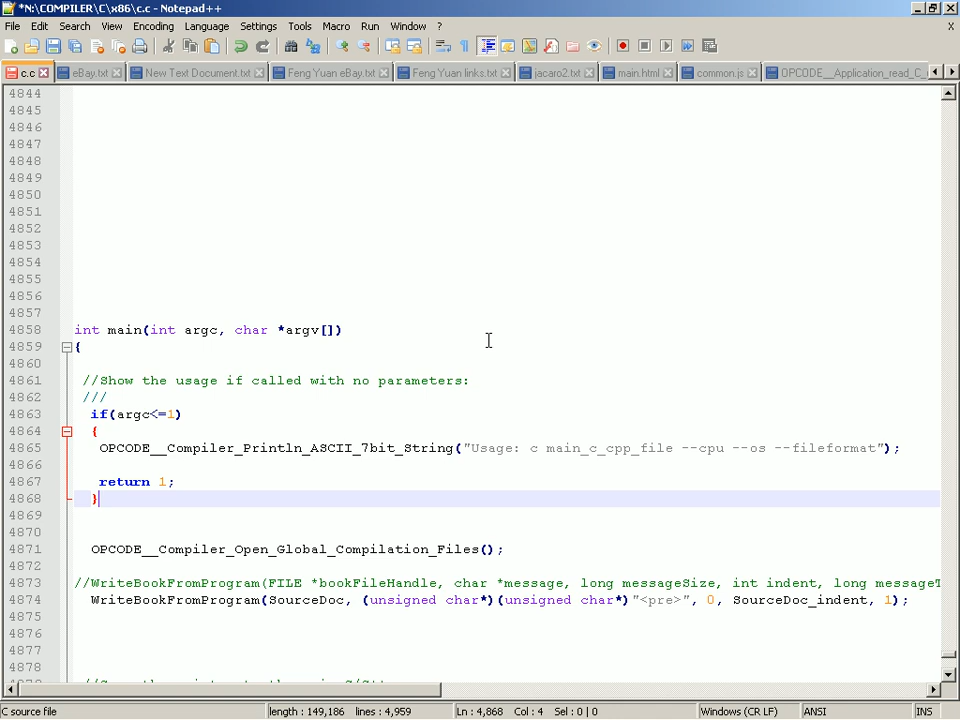 *N:\COMPILER\C\x86\c.c - Notepad++
File Edit Search View Encoding Language Settings Tools Macro Run Window ?
X
c.c eBay.txt New Text Document.txt Feng Yuan eBay.txt Feng Yuan links.txt jacaro2.txt main.html common.js OPCODE__Application_read_C_
4844
4845
4846
4847
4848
4849
4850
4851
4852
4853
4854
4855
4856
4857
4858 int main(int argc, char *argv[])
4859 {
4860
4861 //Show the usage if called with no parameters:
4862 ///
4863 if(argc<=1)
4864 {
4865 OPCODE__Compiler_Println_ASCII_7bit_String("Usage: c main_c_cpp_file --cpu --os --fileformat");
4866
4867 return 1;
4868 }
4869
4870
4871 OPCODE__Compiler_Open_Global_Compilation_Files();
4872
4873 //WriteBookFromProgram(FILE *bookFileHandle, char *message, long messageSize, int indent, long messageT
4874 WriteBookFromProgram(SourceDoc, (unsigned char*)(unsigned char*)"<pre>", 0, SourceDoc_indent, 1);
4875
4876
4877
4878
C source file length : 149,186 lines : 4,959 Ln : 4,868 Col : 4 Sel : 0 | 0 Windows (CR LF) ANSI INS